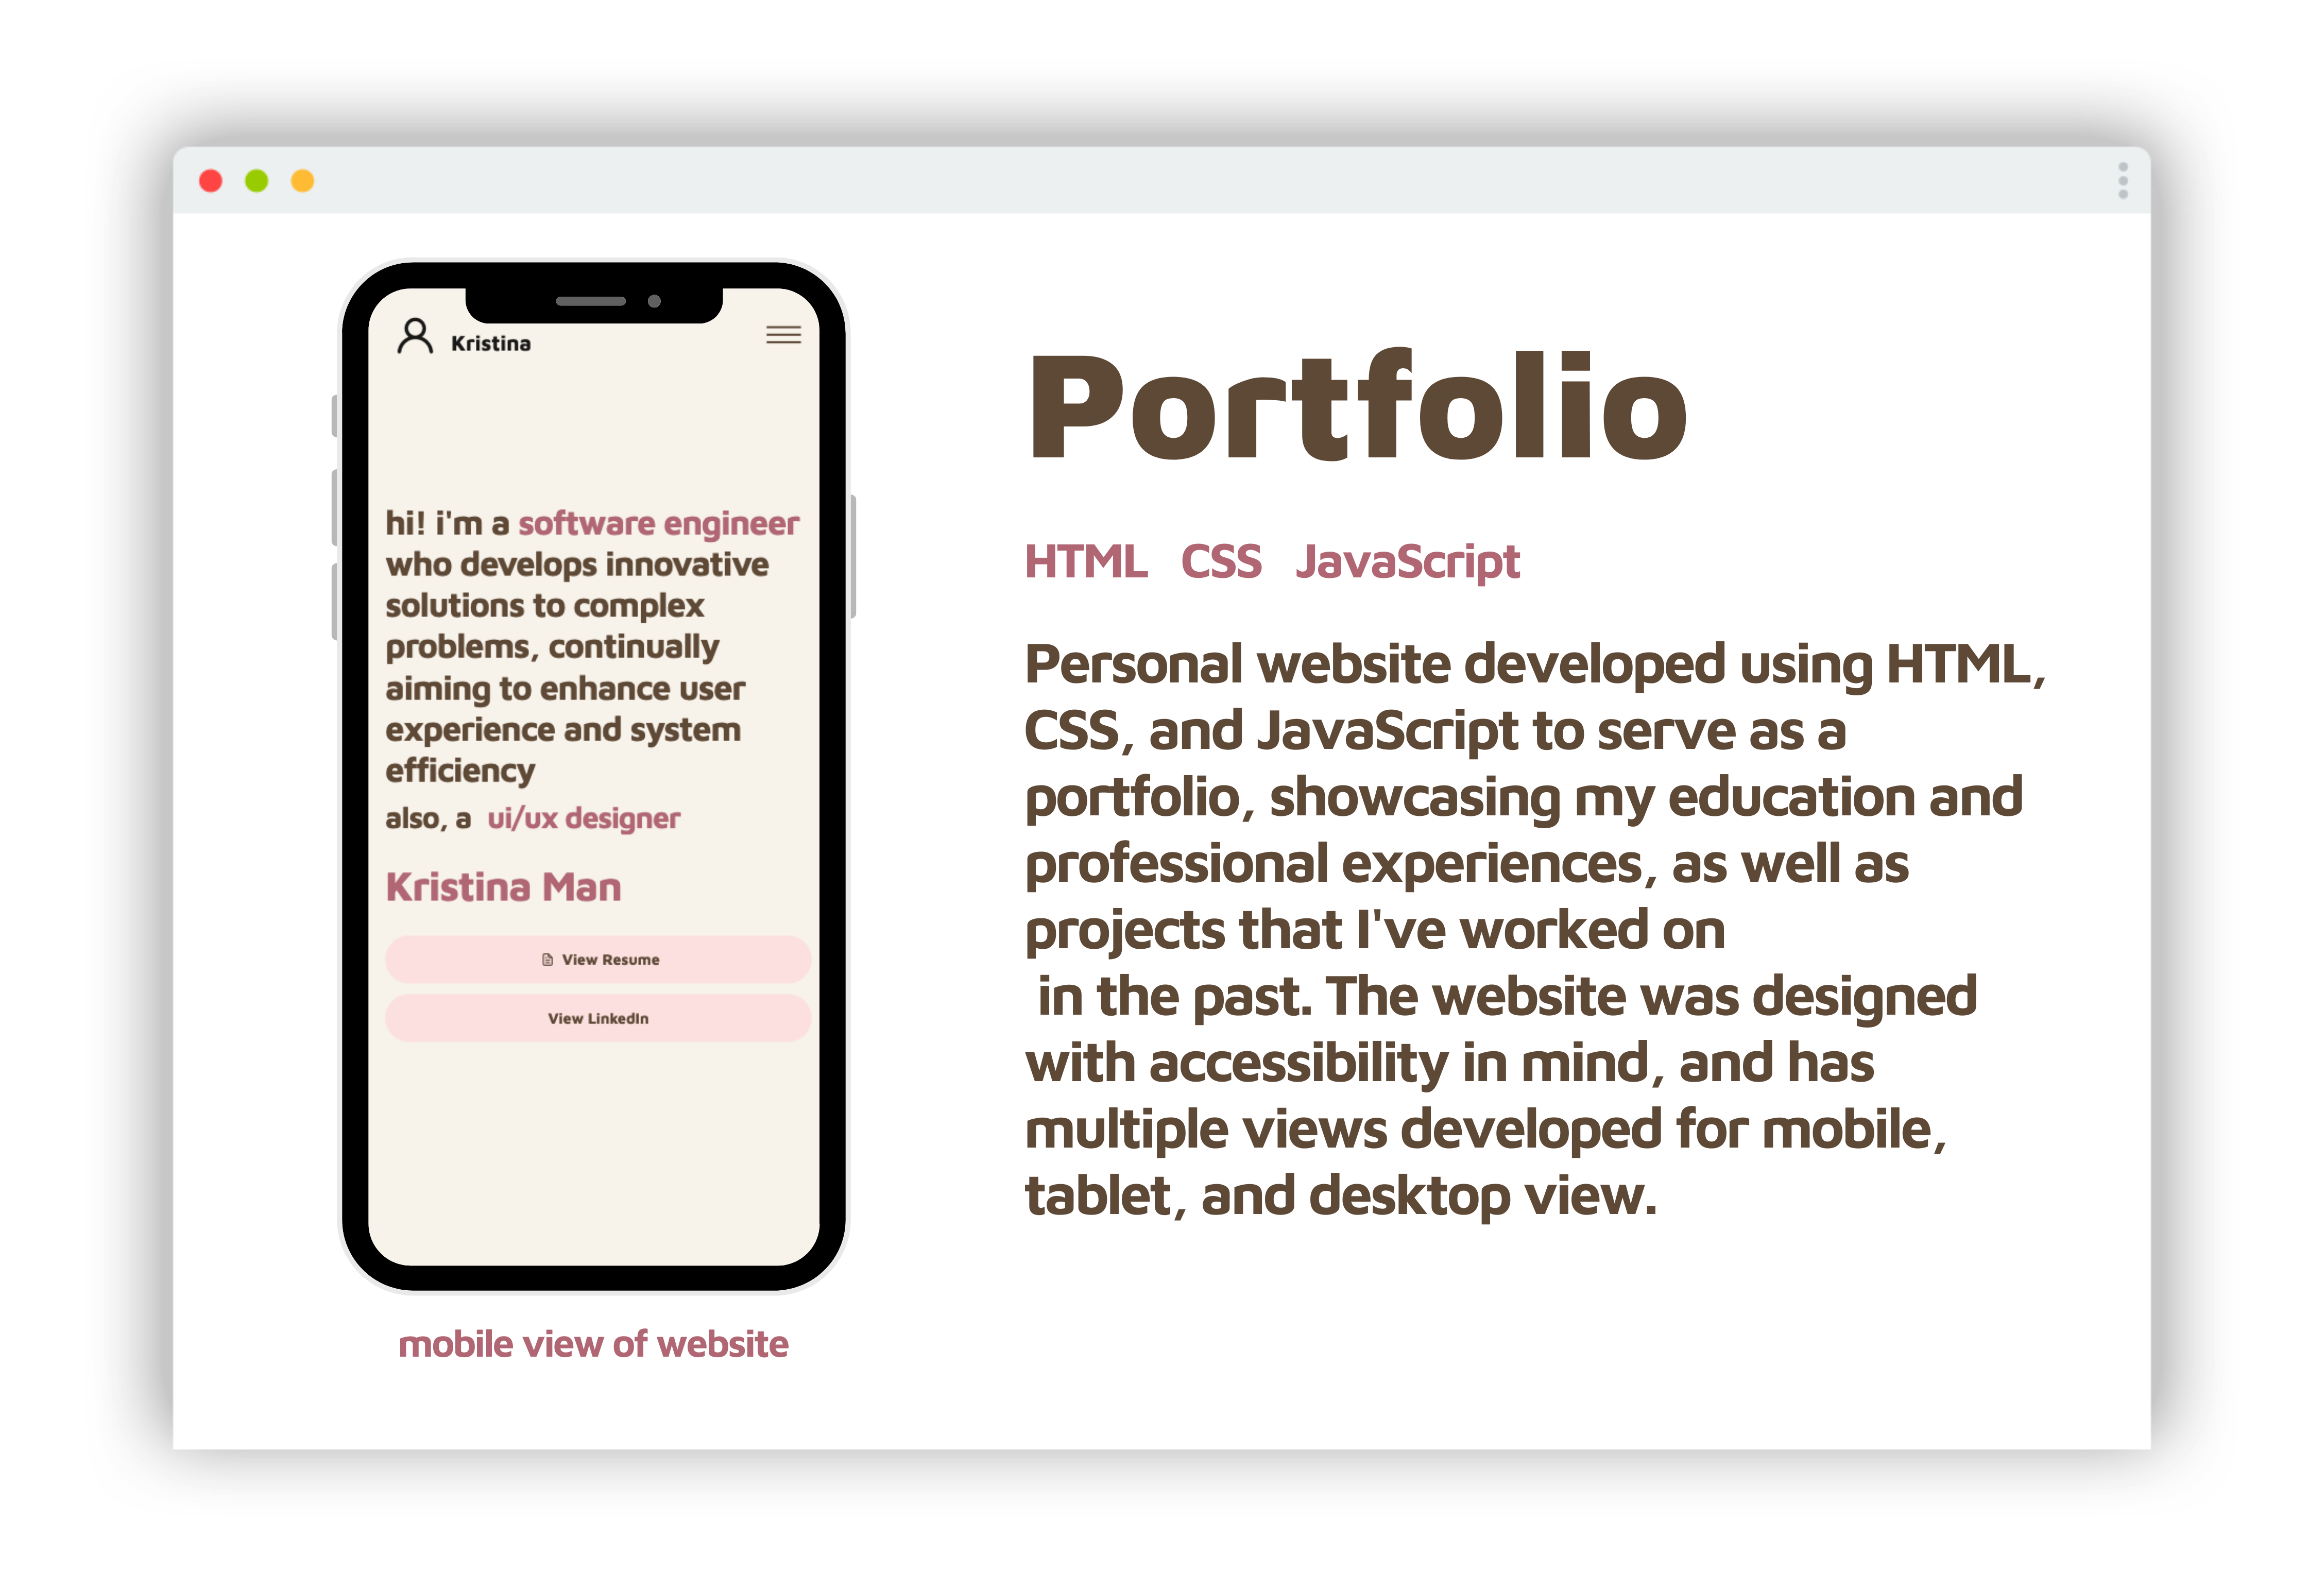 Kristina
hi! i'm a software engineer
who develops innovative
solutions to complex
problems, continually
aiming to enhance user
experience and system
efficiency
also, a ui/ux designer
Kristina Man
View Resume
View LinkedIn
mobile view of website
Portfolio
HTML CSS JavaScript
Personal website developed using HTML,
CSS, and JavaScript to serve as a
portfolio, showcasing my education and
professional experiences, as well as
projects that I've worked on
in the past. The website was designed
with accessibility in mind, and has
multiple views developed for mobile,
tablet, and desktop view.